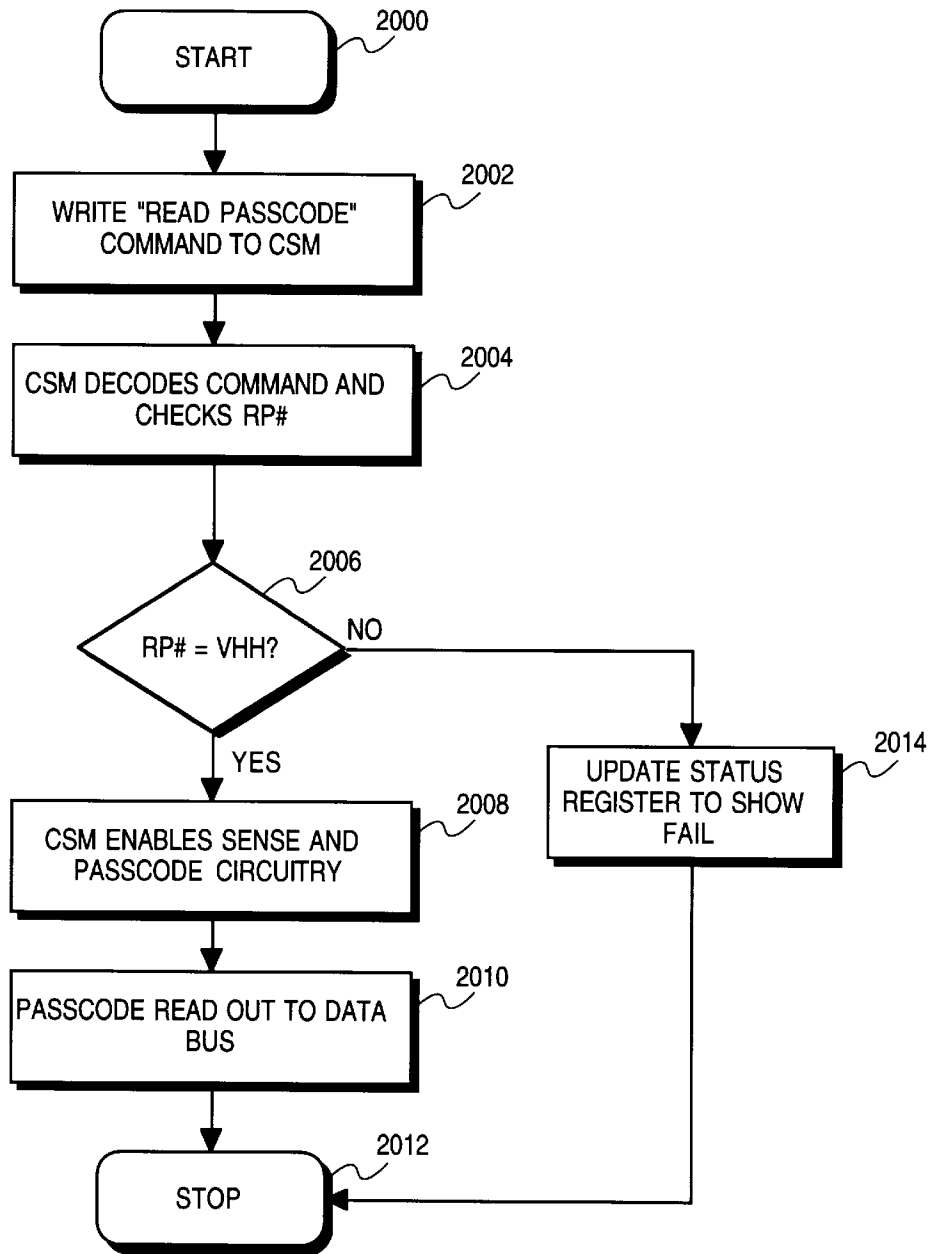 2000
START
2002
WRITE "READ PASSCODE"
COMMAND TO CSM
2004
CSM DECODES COMMAND AND
CHECKS RP#
2006
RP# = VHH?
NO
YES
2014
UPDATE STATUS
REGISTER TO SHOW
FAIL
2008
CSM ENABLES SENSE AND
PASSCODE CIRCUITRY
2010
PASSCODE READ OUT TO DATA
BUS
2012
STOP